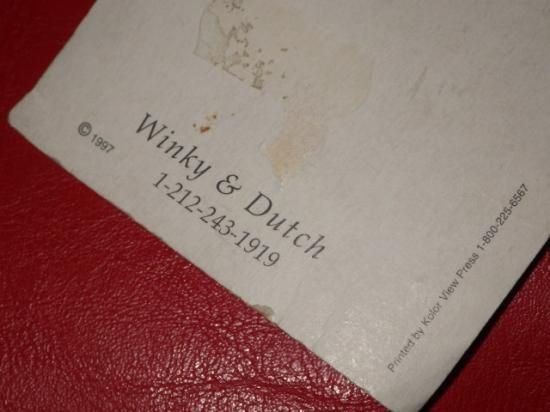 © 1997
Winky & Dutch
1-212-243-1919
Printed by Kolor View Press 1-800-225-6567